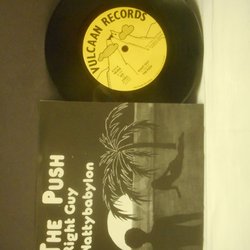 VULCAAN RECORDS
THE PUSH
Right Guy
Nattybabylon